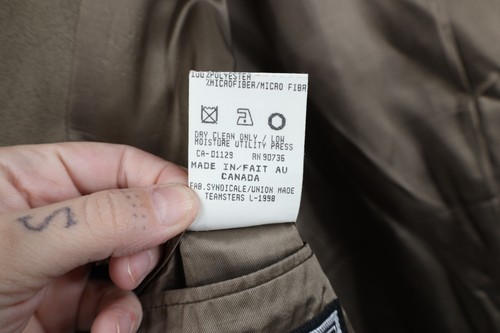 100%POLYESTER
%MICROFIBER/MICRO FIBR
DRY CLEAN ONLY / LOW
MOISTURE UTILITY PRESS
CA-01129 RN 90736
MADE IN/FAIT AU
CANADA
FAB.SYNDICALE/UNION MADE
TEAMSTERS L-1998
S